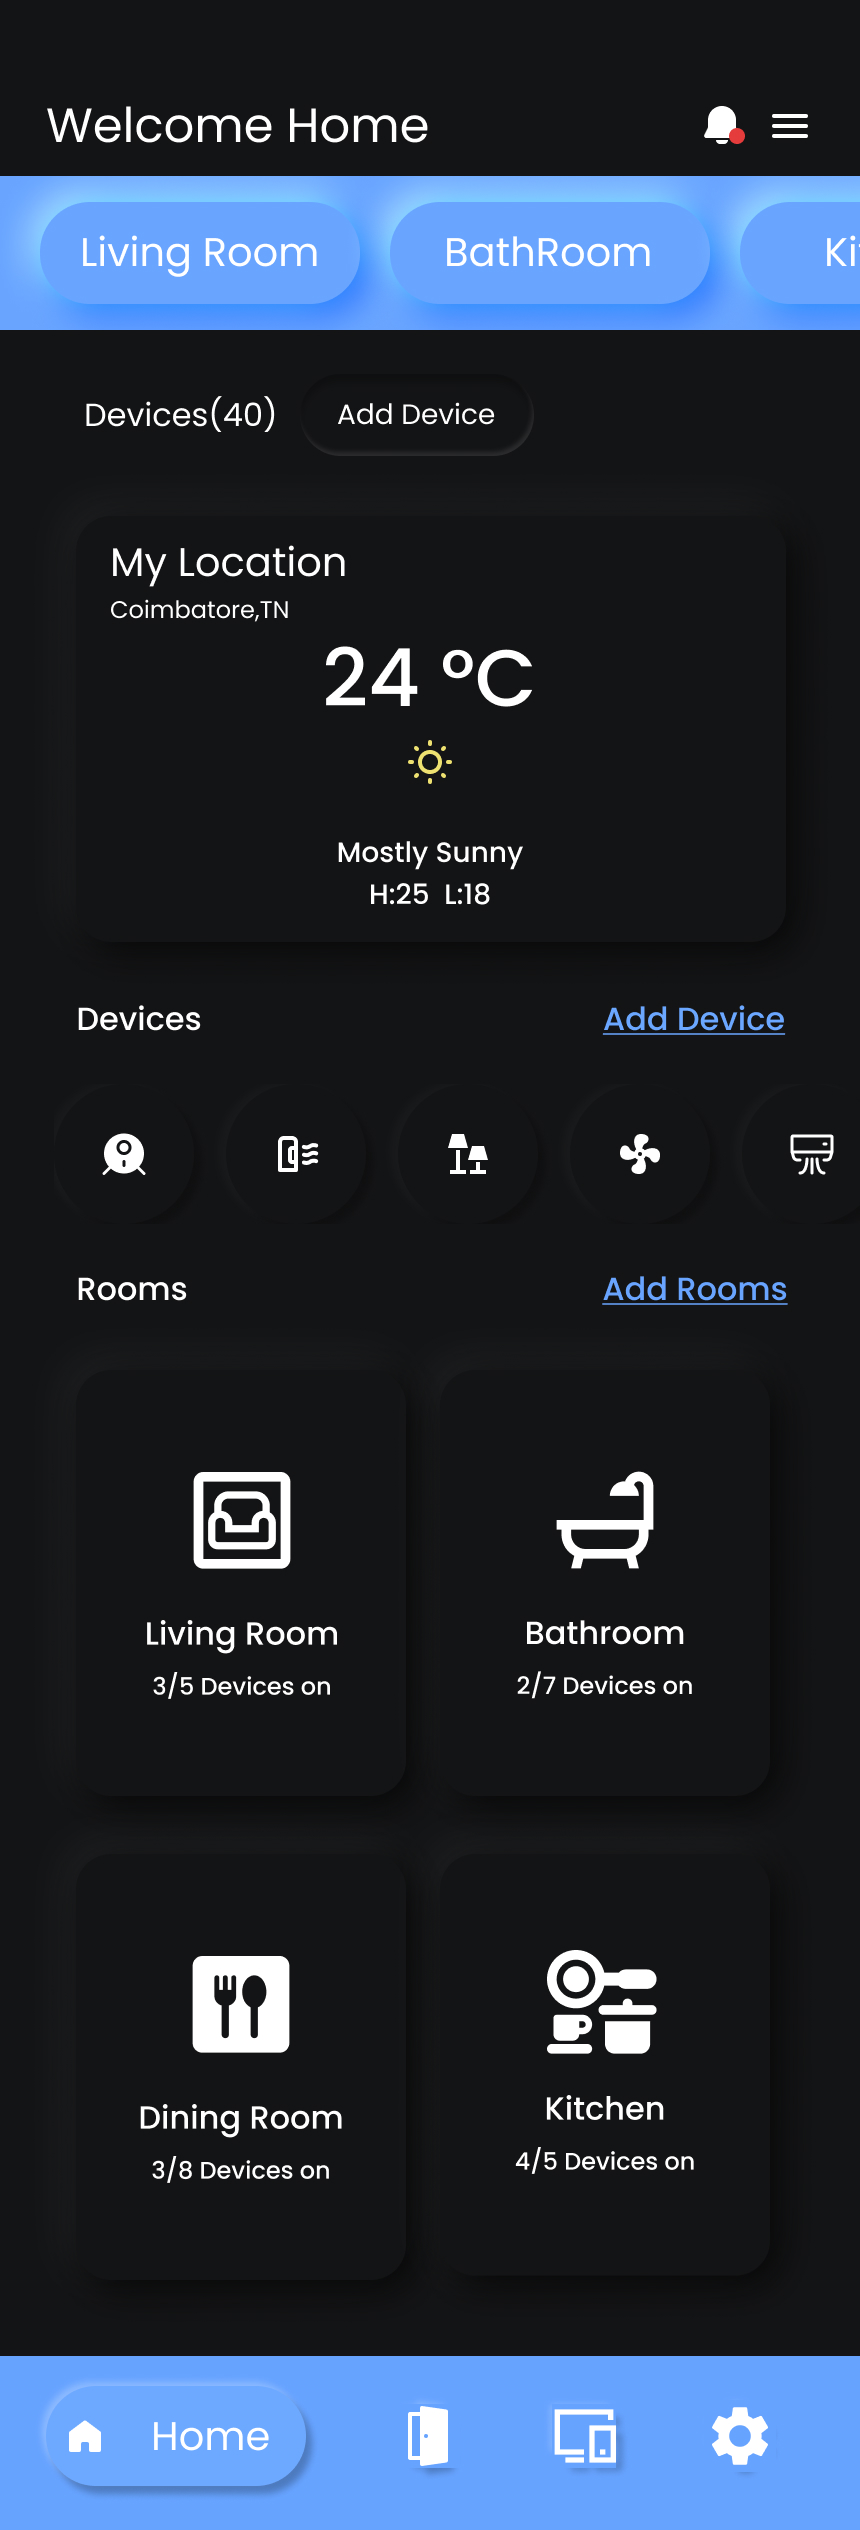 Welcome Home
Living Room
BathRoom
Ki
Devices(40)
Add Device
My Location
Coimbatore,TN
24 °C
Mostly Sunny
H:25 L:18
Devices
Add Device
Rooms
Add Rooms
Living Room
3/5 Devices on
Bathroom
2/7 Devices on
Dining Room
3/8 Devices on
Kitchen
4/5 Devices on
Home